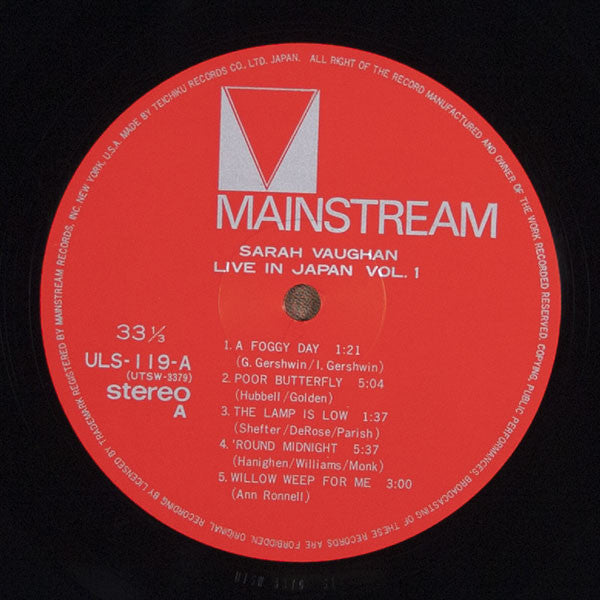 TRADEMARK REGISTERED BY MAINSTREAM RECORDS, INC. NEW YORK, U.S.A. MADE BY TEICHIKU RECORDS CO., LTD. JAPAN. ALL RIGHT OF THE RECORD MANUFACTURED AND OWNER OF THE WORK RECORDED RESERVED. COPYING, PUBLIC PERFORMANCES, BROADCASTING OF THESE RECORDS ARE FORBIDDEN. ORIGINAL RECORDING BY LICENSED BY
MAINSTREAM
SARAH VAUGHAN
LIVE IN JAPAN VOL. 1
33 1/3
ULS-119-A
(UTSW-3379)
stereo
A
1. A FOGGY DAY 1:21
(G. Gershwin/I. Gershwin)
2. POOR BUTTERFLY 5:04
(Hubbell/Golden)
3. THE LAMP IS LOW 1:37
(Shefter/DeRose/Parish)
4. 'ROUND MIDNIGHT 5:37
(Hanighen/Williams/Monk)
5. WILLOW WEEP FOR ME 3:00
(Ann Ronnell)